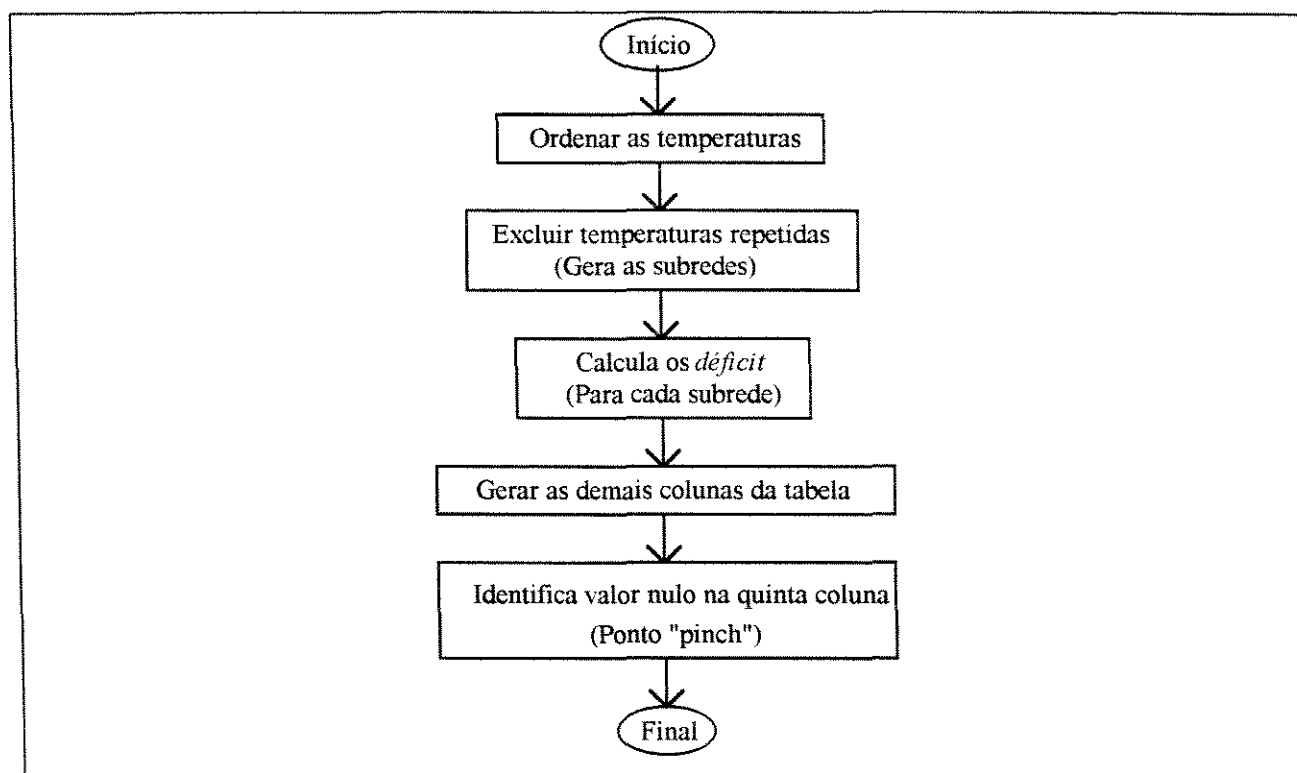 Início
Ordenar as temperaturas
Excluir temperaturas repetidas
(Gera as subredes)
Calcula os déficit
(Para cada subrede)
Gerar as demais colunas da tabela
Identifica valor nulo na quinta coluna
(Ponto "pinch")
Final